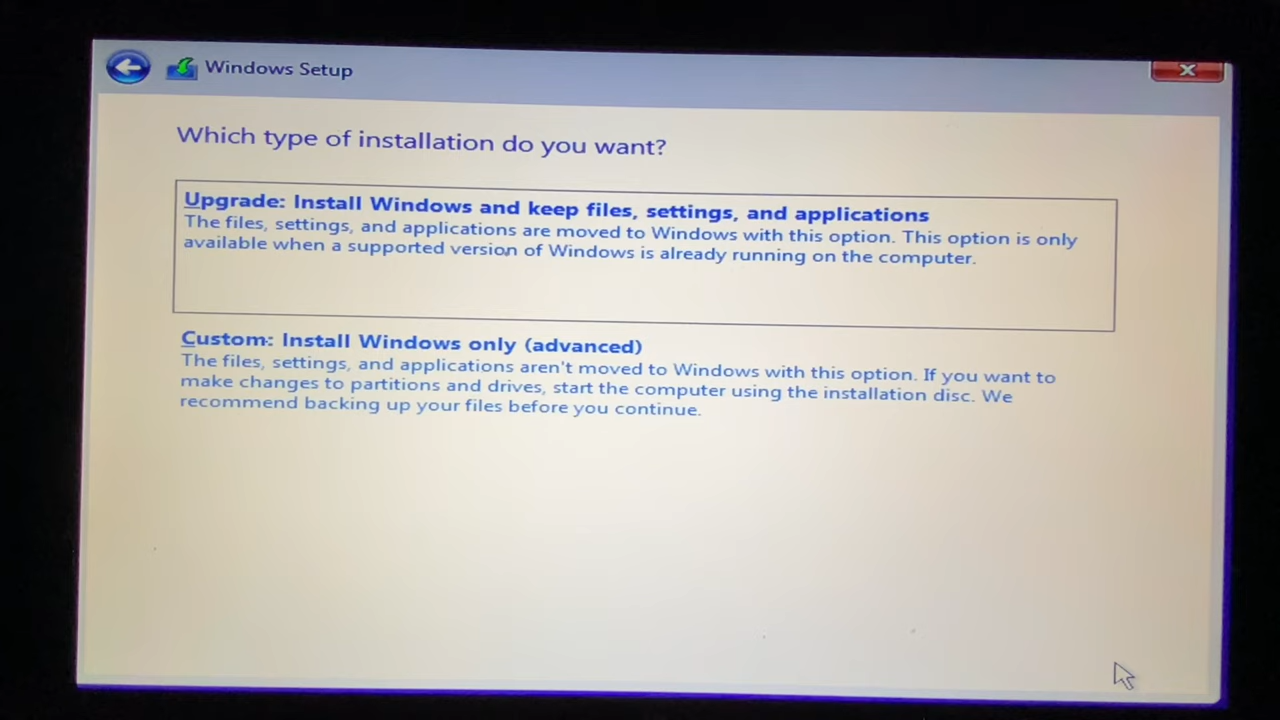 Windows Setup
Which type of installation do you want?
Upgrade: Install Windows and keep files, settings, and applications
The files, settings, and applications are moved to Windows with this option. This option is only
available when a supported version of Windows is already running on the computer.
Custom: Install Windows only (advanced)
The files, settings, and applications aren't moved to Windows with this option. If you want to
make changes to partitions and drives, start the computer using the installation disc. We
recommend backing up your files before you continue.